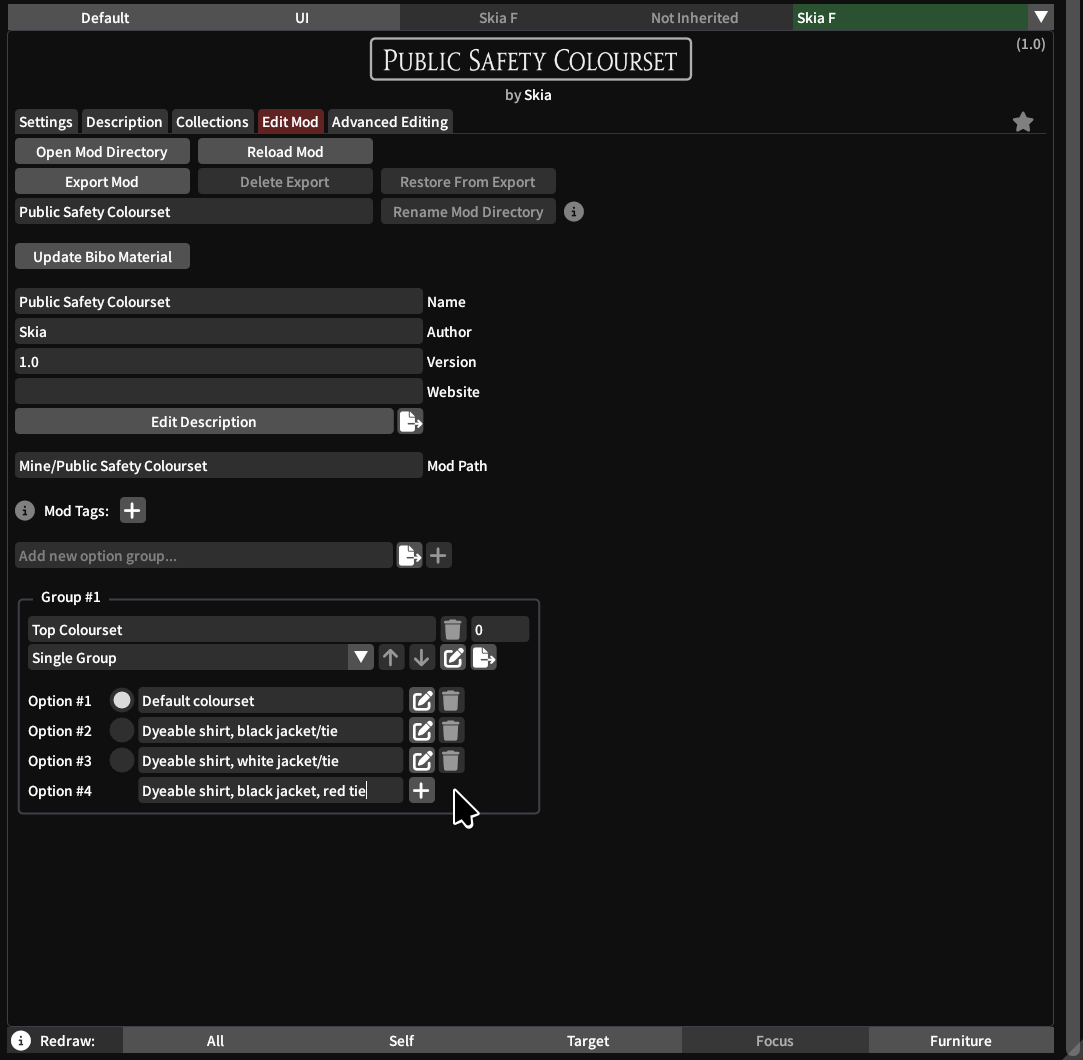 Default UI Skia F Not Inherited Skia F
(1.0)
Public Safety Colourset
by Skia
Settings Description Collections Edit Mod Advanced Editing
Open Mod Directory Reload Mod
Export Mod Delete Export Restore From Export
Public Safety Colourset Rename Mod Directory
Update Bibo Material
Public Safety Colourset Name
Skia Author
1.0 Version
Website
Edit Description
Mine/Public Safety Colourset Mod Path
Mod Tags:
Add new option group...
Group #1
Top Colourset 0
Single Group
Option #1 Default colourset
Option #2 Dyeable shirt, black jacket/tie
Option #3 Dyeable shirt, white jacket/tie
Option #4 Dyeable shirt, black jacket, red tie
Redraw: All Self Target Focus Furniture